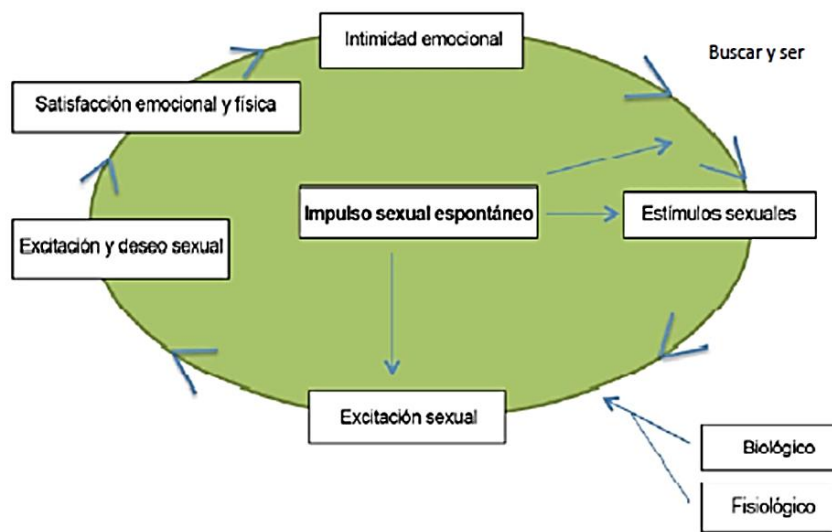 Intimidad emocional
Buscar y ser
Satisfacción emocional y física
Impulso sexual espontáneo
Estímulos sexuales
Excitación y deseo sexual
Excitación sexual
Biológico
Fisiológico